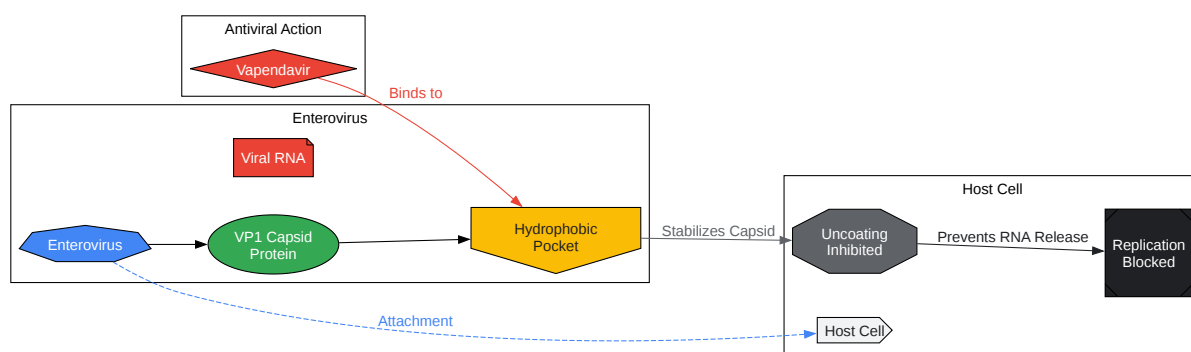 Antiviral Action
Vapendavir
Binds to
Enterovirus
Viral RNA
Enterovirus
VP1 Capsid
Protein
Hydrophobic
Pocket
Stabilizes Capsid
Host Cell
Uncoating
Inhibited
Prevents RNA Release
Replication
Blocked
Attachment
Host Cell